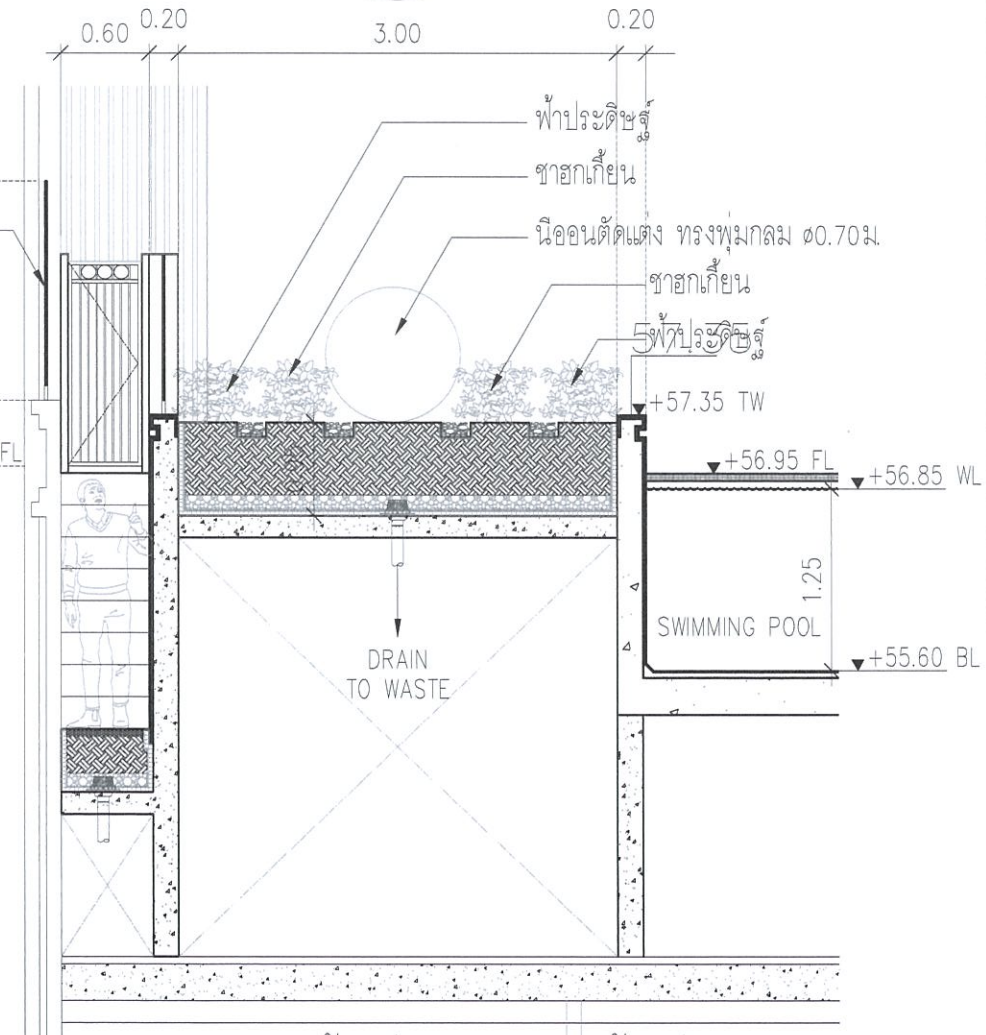 0.60
0.20
3.00
0.20
ฟ้าประดิษฐ์
ชาฮกเกี้ยน
นีออนตัดแต่ง ทรงพุ่มกลม ø0.70ม.
ชาฮกเกี้ยน
ฟ้าประดิษฐ์
+57.35 TW
FL
+56.95 FL
+56.85 WL
1.25
SWIMMING POOL
+55.60 BL
DRAIN
TO WASTE